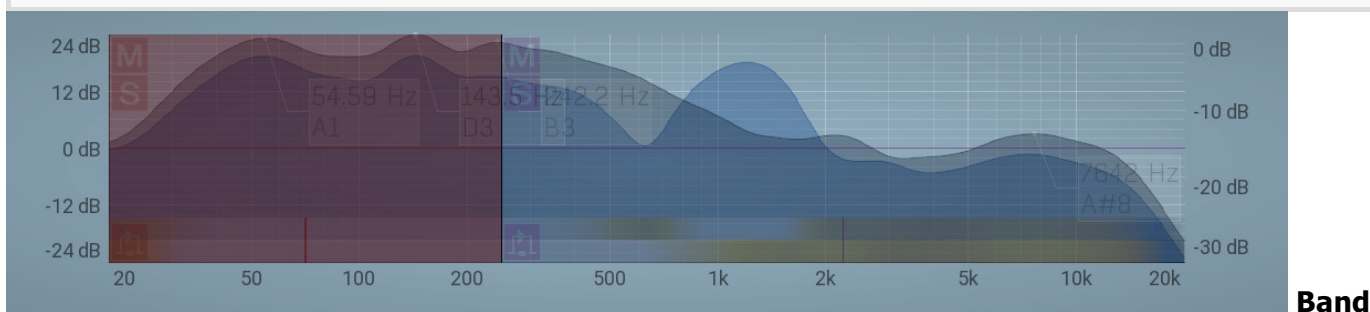 24 dB
12 dB
0 dB
-12 dB
-24 dB
M
S
M
S
54.59 Hz
A1
143.5 Hz
D3
242.2 Hz
B3
7642 Hz
A#8
0 dB
-10 dB
-20 dB
-30 dB
20 50 100 200 500 1k 2k 5k 10k 20k
Band